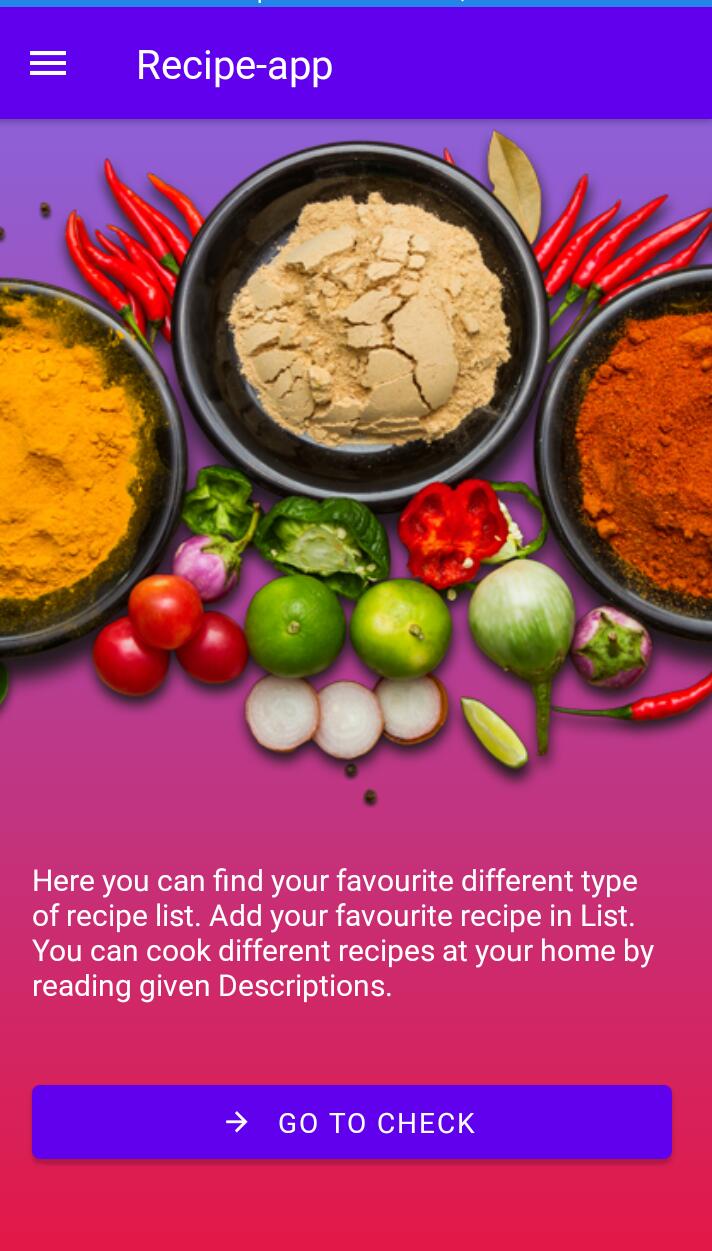 Recipe-app
Here you can find your favourite different type
of recipe list. Add your favourite recipe in List.
You can cook different recipes at your home by
reading given Descriptions.
GO TO CHECK